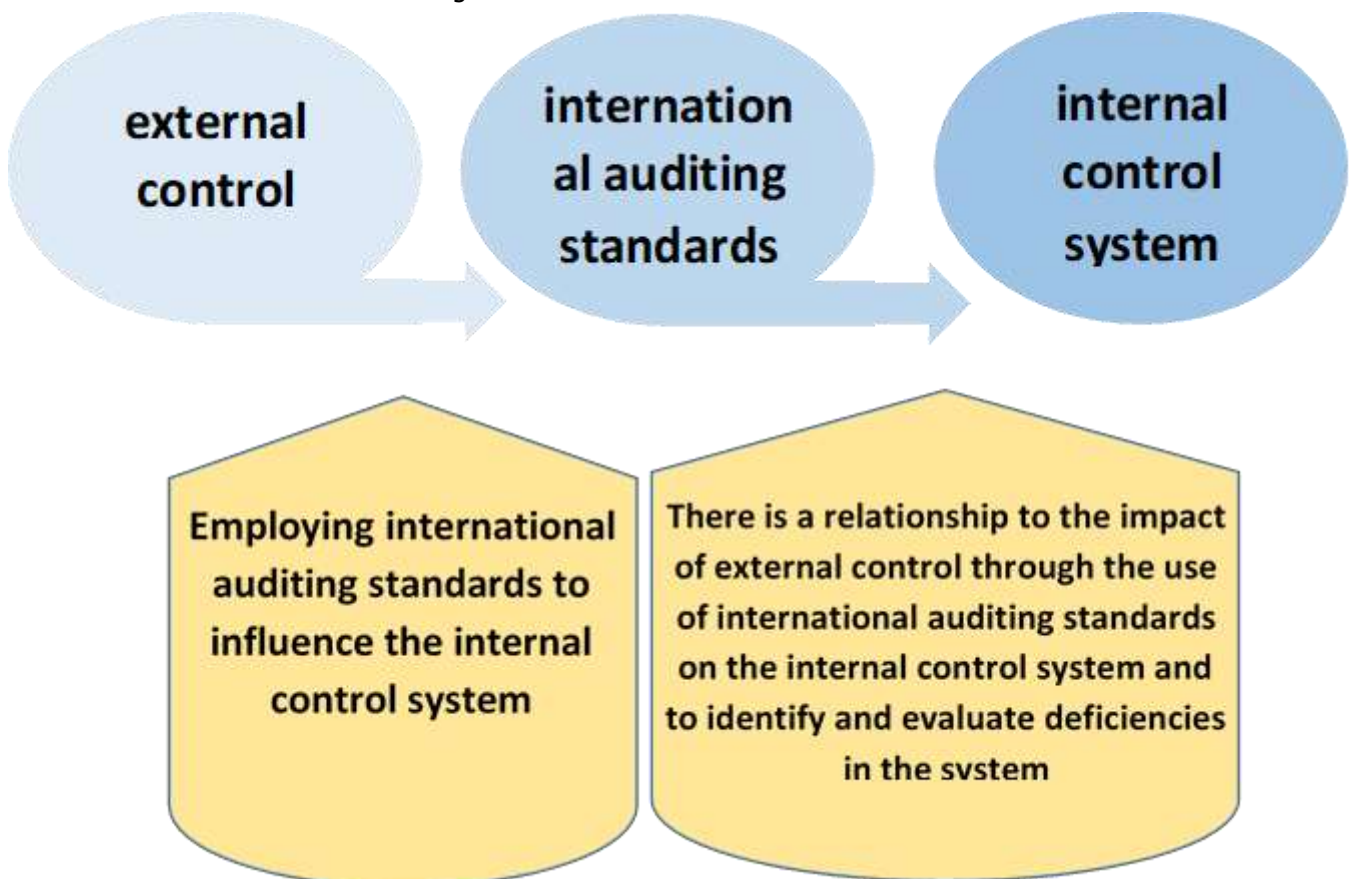 external
control
internation
al auditing
standards
internal
control
system
Employing international
auditing standards to
influence the internal
control system
There is a relationship to the impact
of external control through the use
of international auditing standards
on the internal control system and
to identify and evaluate deficiencies
in the system